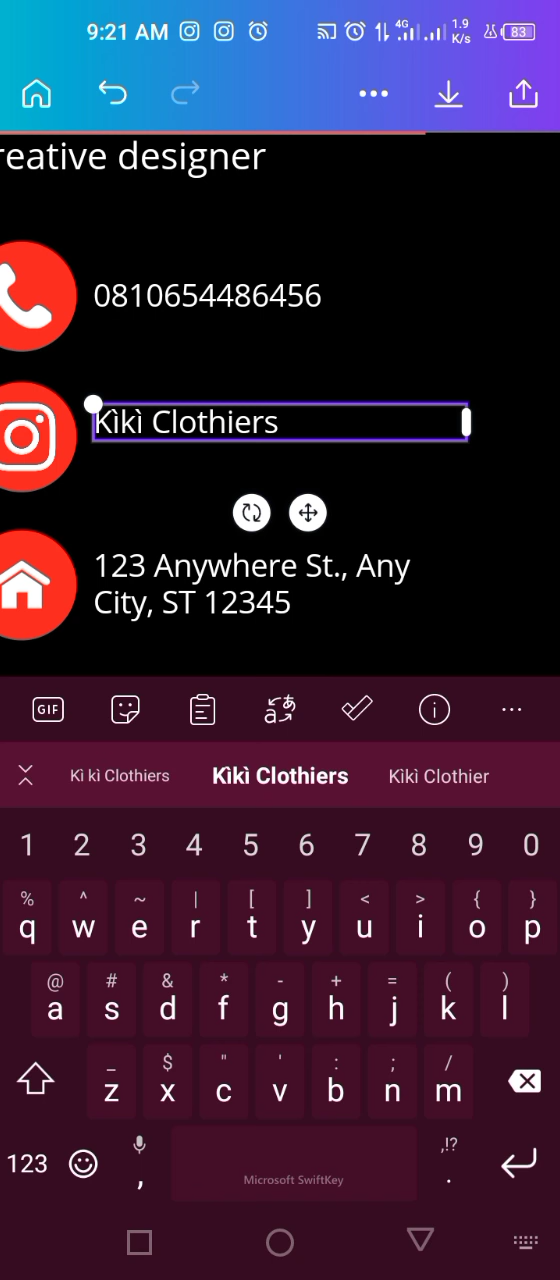 9:21 AM 4G 1.9 K/s 83
reative designer
0810654486456
Kìkì Clothiers
123 Anywhere St., Any
City, ST 12345
GIF
Kì kì Clothiers Kìkì Clothiers Kìkì Clothier
1 2 3 4 5 6 7 8 9 0
% ^ ~ | [ ] < > { }
q w e r t y u i o p
@ # & * - + = ( )
a s d f g h j k l
_ $ " ' : ; /
z x c v b n m
,!?
123 , Microsoft SwiftKey .